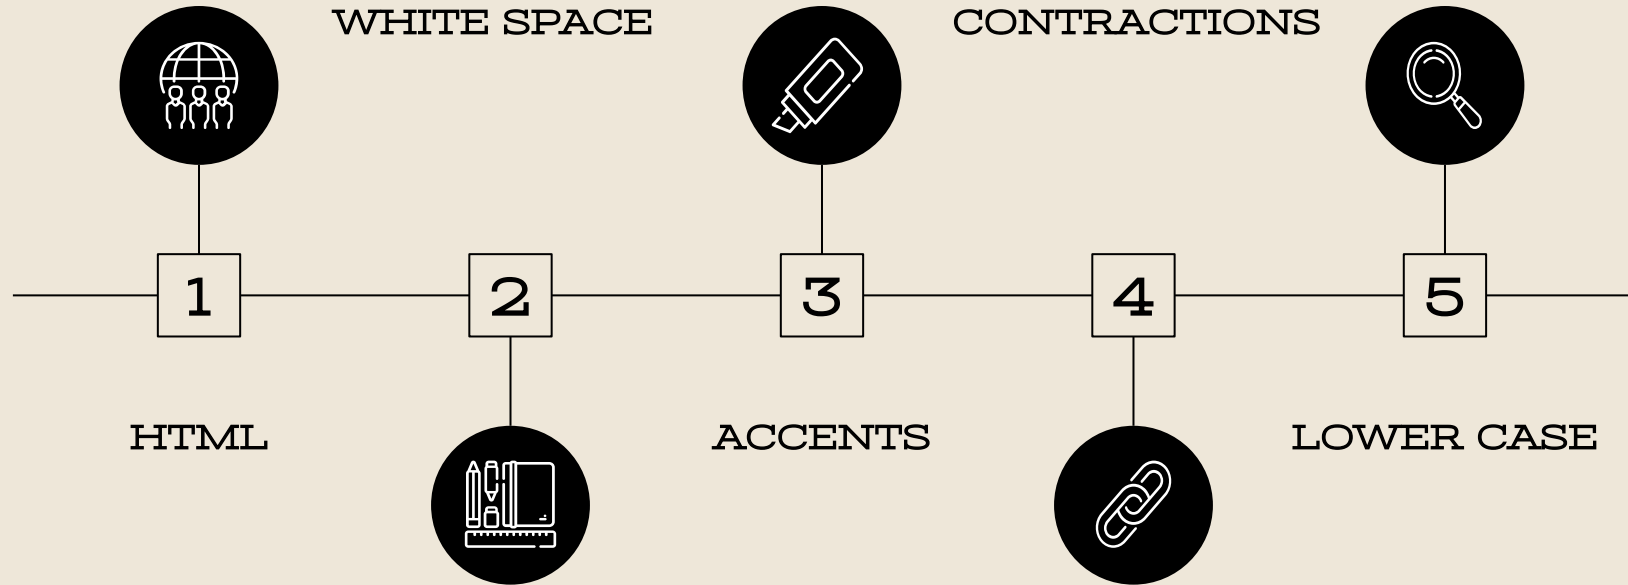 WHITE SPACE
CONTRACTIONS
1
2
3
4
5
HTML
ACCENTS
LOWER CASE